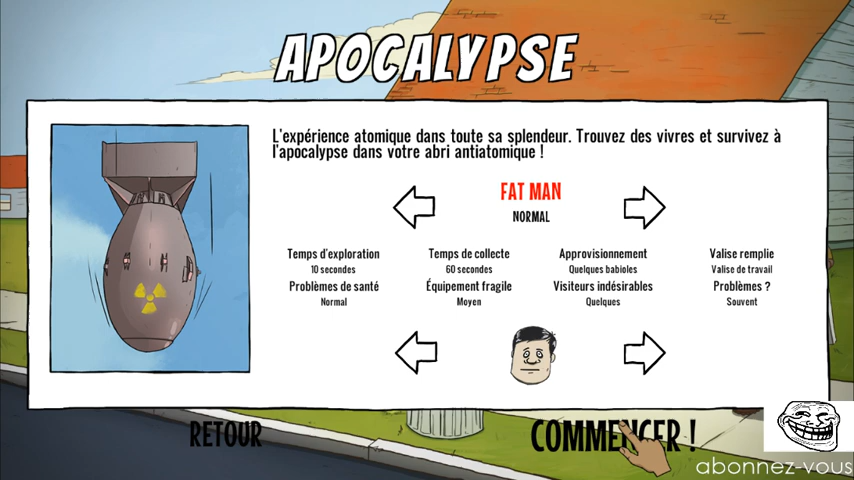 APOCALYPSE
L'expérience atomique dans toute sa splendeur. Trouvez des vivres et survivez à
l'apocalypse dans votre abri antiatomique !
FAT MAN
NORMAL
Temps d'exploration Temps de collecte Approvisionnement Valise remplie
10 secondes 60 secondes Quelques babioles Valise de travail
Problèmes de santé Équipement fragile Visiteurs indésirables Problèmes ?
Normal Moyen Quelques Souvent
RETOUR COMMENCER !
abonnez-vous